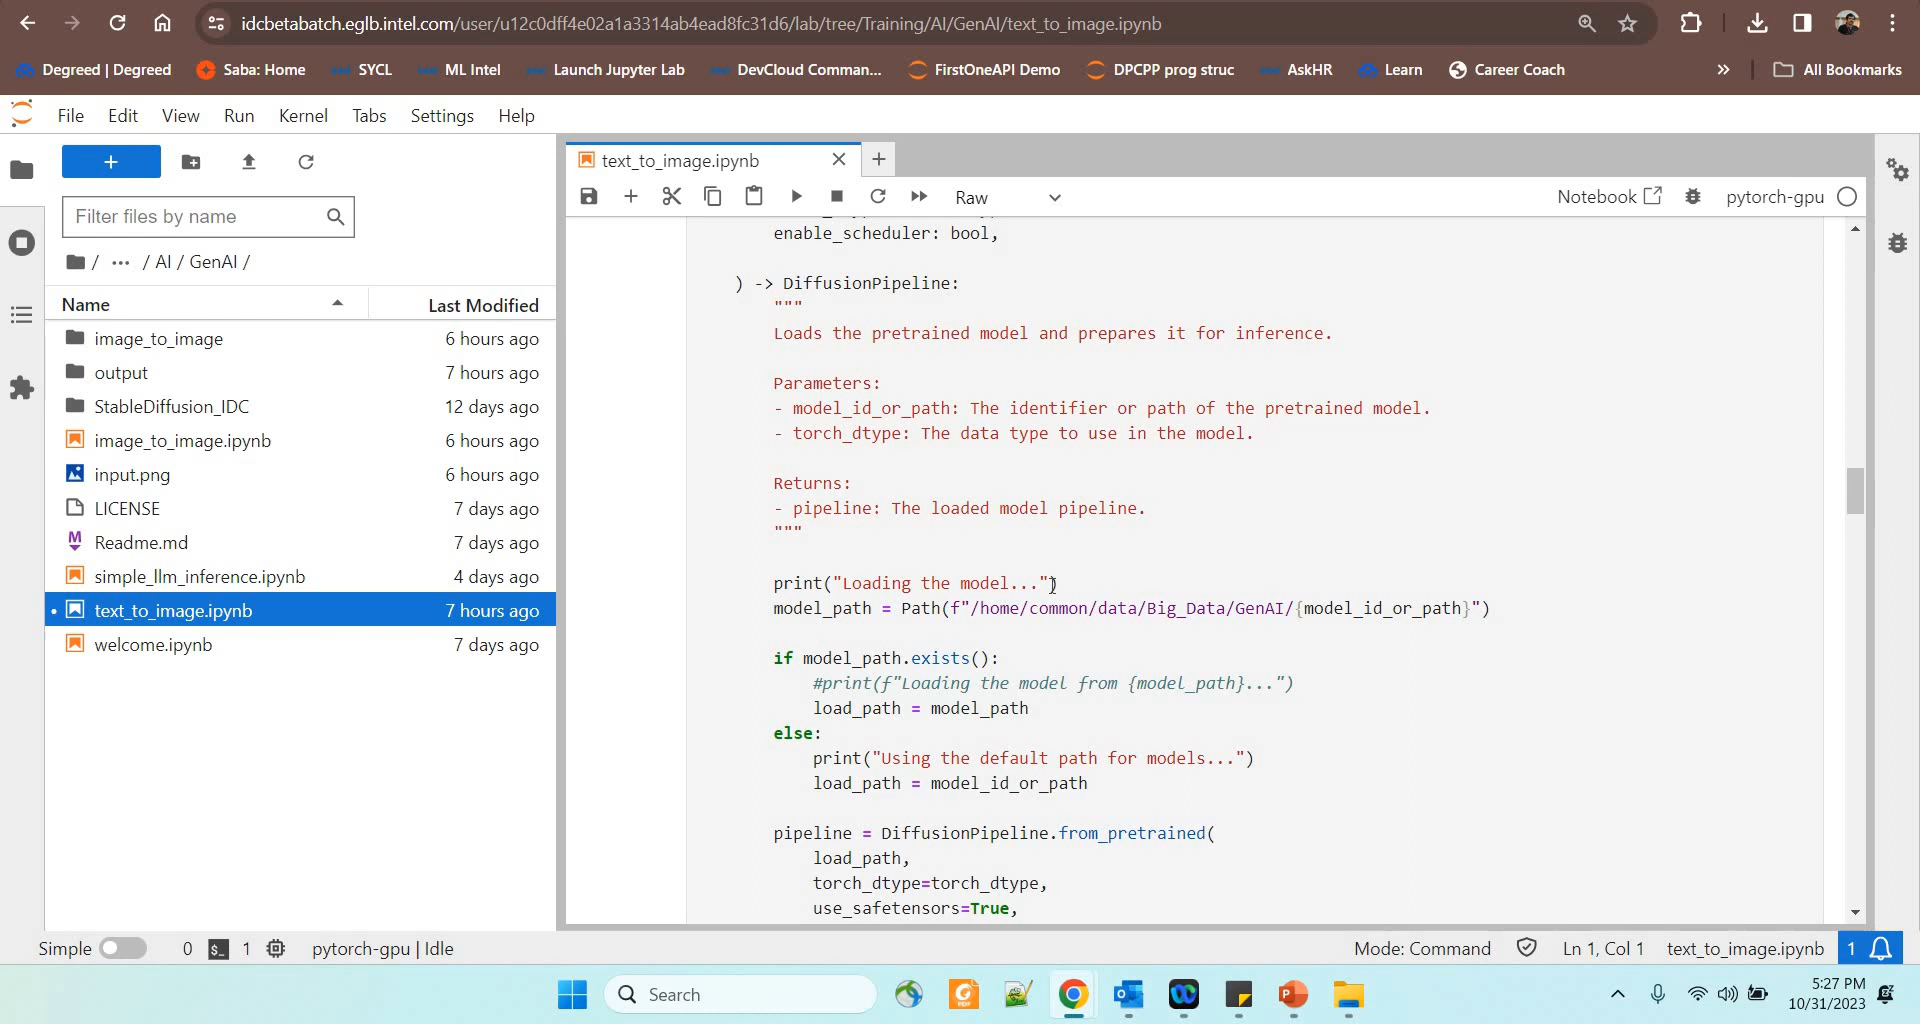 idcbetabatch.eglb.intel.com/user/u12c0dff4e02a1a3314ab4ead8fc31d6/lab/tree/Training/AI/GenAI/text_to_image.ipynb
Degreed | Degreed
Saba: Home
SYCL
ML Intel
Launch Jupyter Lab
DevCloud Comman...
FirstOneAPI Demo
DPCPP prog struc
AskHR
Learn
Career Coach
»
All Bookmarks
File Edit View Run Kernel Tabs Settings Help
+
Filter files by name
/ ··· / AI / GenAI /
Name Last Modified
image_to_image 6 hours ago
output 7 hours ago
StableDiffusion_IDC 12 days ago
image_to_image.ipynb 6 hours ago
input.png 6 hours ago
LICENSE 7 days ago
Readme.md 7 days ago
simple_llm_inference.ipynb 4 days ago
text_to_image.ipynb 7 hours ago
welcome.ipynb 7 days ago
text_to_image.ipynb
Raw
Notebook
pytorch-gpu
enable_scheduler: bool,
) -> DiffusionPipeline:
"""
Loads the pretrained model and prepares it for inference.
Parameters:
- model_id_or_path: The identifier or path of the pretrained model.
- torch_dtype: The data type to use in the model.
Returns:
- pipeline: The loaded model pipeline.
"""
print("Loading the model...")
model_path = Path(f"/home/common/data/Big_Data/GenAI/{model_id_or_path}")
if model_path.exists():
#print(f"Loading the model from {model_path}...")
load_path = model_path
else:
print("Using the default path for models...")
load_path = model_id_or_path
pipeline = DiffusionPipeline.from_pretrained(
load_path,
torch_dtype=torch_dtype,
use_safetensors=True,
Simple 0 1 pytorch-gpu | Idle
Mode: Command Ln 1, Col 1 text_to_image.ipynb 1
Search
5:27 PM
10/31/2023